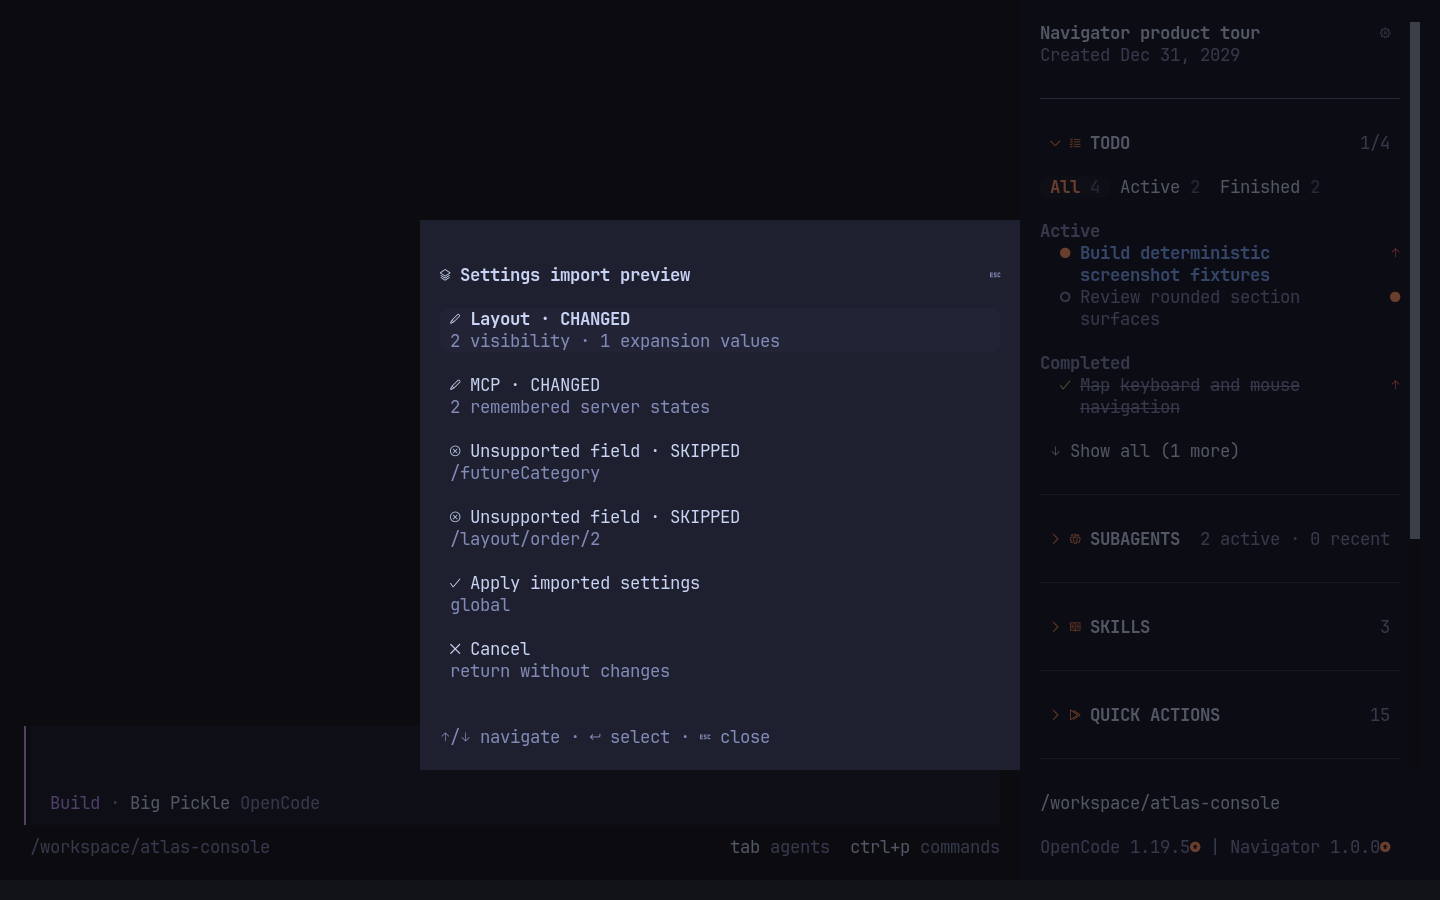 Navigator product tour
Created Dec 31, 2029
TODO 1/4
All 4 Active 2 Finished 2
Active
Build deterministic
screenshot fixtures
Review rounded section
surfaces
Completed
Map keyboard and mouse
navigation
↓ Show all (1 more)
SUBAGENTS 2 active · 0 recent
SKILLS 3
QUICK ACTIONS 15
/workspace/atlas-console
OpenCode 1.19.5 | Navigator 1.0.0
Settings import preview ESC
Layout · CHANGED
2 visibility · 1 expansion values
MCP · CHANGED
2 remembered server states
Unsupported field · SKIPPED
/futureCategory
Unsupported field · SKIPPED
/layout/order/2
Apply imported settings
global
Cancel
return without changes
↑/↓ navigate · ↵ select · ESC close
Build · Big Pickle OpenCode
/workspace/atlas-console
tab agents ctrl+p commands